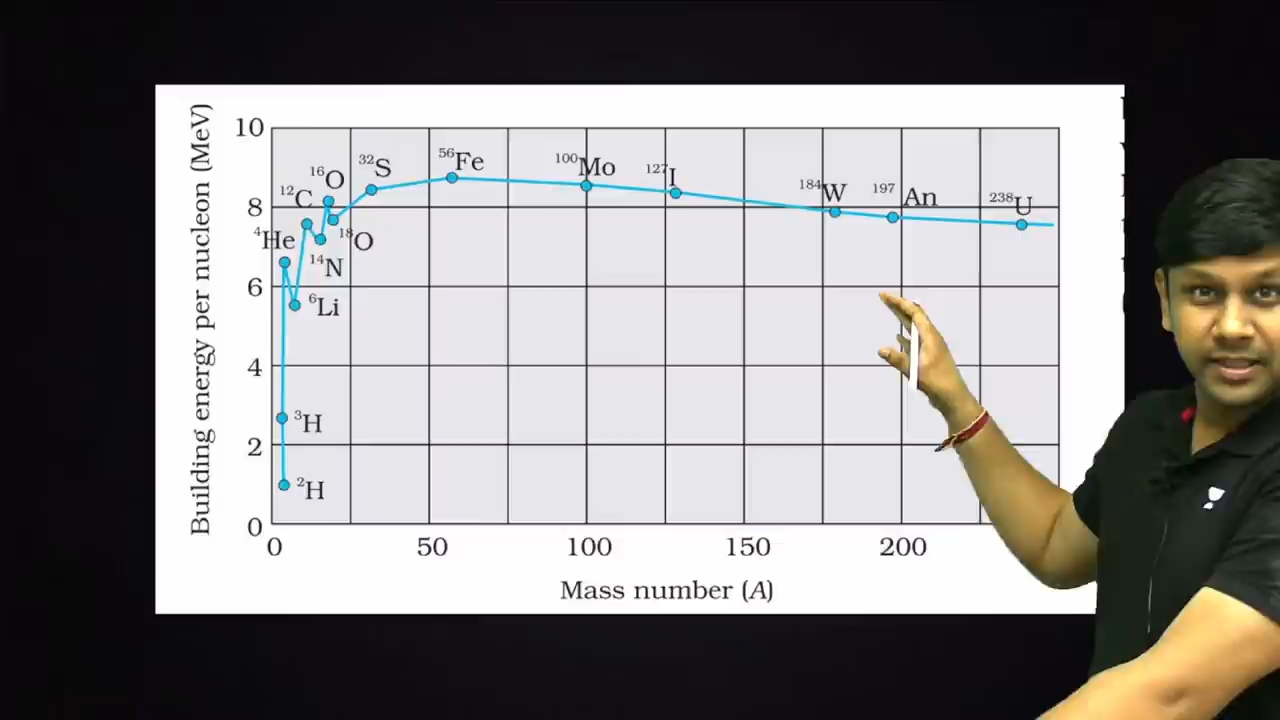 Building energy per nucleon (MeV)
10
8
6
4
2
0
⁴He
¹²C
¹⁶O
³²S
⁵⁶Fe
¹⁰⁰Mo
¹²⁷I
¹⁸⁴W
¹⁹⁷An
²³⁸U
¹⁸O
¹⁴N
⁶Li
³H
²H
0 50 100 150 200
Mass number (A)